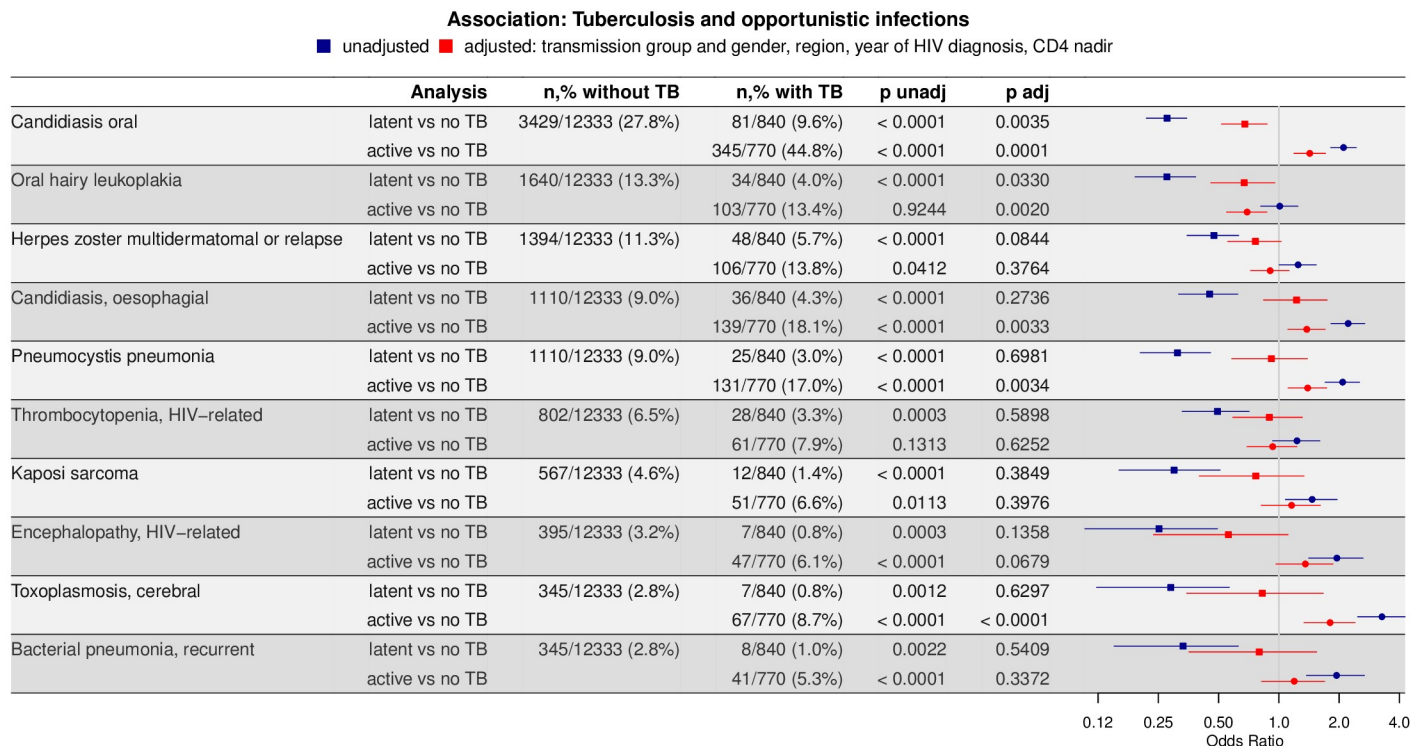 Association: Tuberculosis and opportunistic infections
unadjusted adjusted: transmission group and gender, region, year of HIV diagnosis, CD4 nadir
Analysis n,% without TB n,% with TB p unadj p adj
Candidiasis oral latent vs no TB 3429/12333 (27.8%) 81/840 (9.6%) < 0.0001 0.0035
active vs no TB 345/770 (44.8%) < 0.0001 0.0001
Oral hairy leukoplakia latent vs no TB 1640/12333 (13.3%) 34/840 (4.0%) < 0.0001 0.0330
active vs no TB 103/770 (13.4%) 0.9244 0.0020
Herpes zoster multidermatomal or relapse latent vs no TB 1394/12333 (11.3%) 48/840 (5.7%) < 0.0001 0.0844
active vs no TB 106/770 (13.8%) 0.0412 0.3764
Candidiasis, oesophagial latent vs no TB 1110/12333 (9.0%) 36/840 (4.3%) < 0.0001 0.2736
active vs no TB 139/770 (18.1%) < 0.0001 0.0033
Pneumocystis pneumonia latent vs no TB 1110/12333 (9.0%) 25/840 (3.0%) < 0.0001 0.6981
active vs no TB 131/770 (17.0%) < 0.0001 0.0034
Thrombocytopenia, HIV−related latent vs no TB 802/12333 (6.5%) 28/840 (3.3%) 0.0003 0.5898
active vs no TB 61/770 (7.9%) 0.1313 0.6252
Kaposi sarcoma latent vs no TB 567/12333 (4.6%) 12/840 (1.4%) < 0.0001 0.3849
active vs no TB 51/770 (6.6%) 0.0113 0.3976
Encephalopathy, HIV−related latent vs no TB 395/12333 (3.2%) 7/840 (0.8%) 0.0003 0.1358
active vs no TB 47/770 (6.1%) < 0.0001 0.0679
Toxoplasmosis, cerebral latent vs no TB 345/12333 (2.8%) 7/840 (0.8%) 0.0012 0.6297
active vs no TB 67/770 (8.7%) < 0.0001 < 0.0001
Bacterial pneumonia, recurrent latent vs no TB 345/12333 (2.8%) 8/840 (1.0%) 0.0022 0.5409
active vs no TB 41/770 (5.3%) < 0.0001 0.3372
0.12 0.25 0.50 1.0 2.0 4.0
Odds Ratio